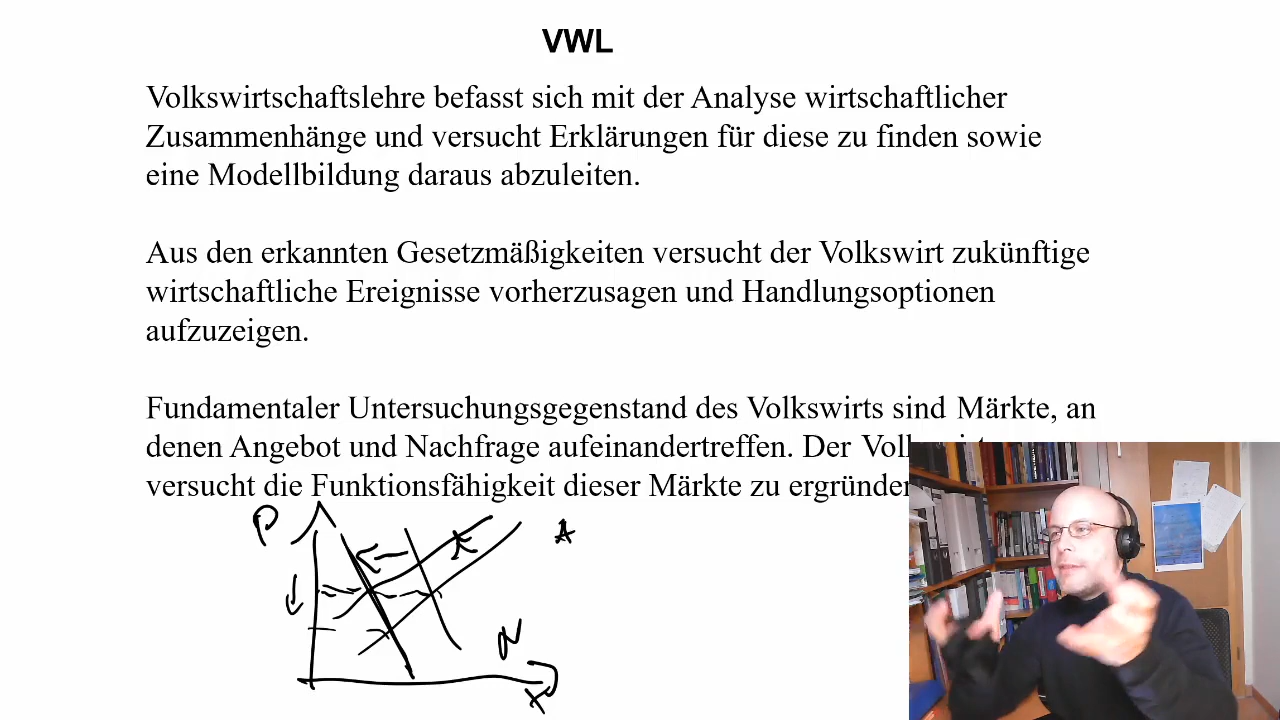 VWL
Volkswirtschaftslehre befasst sich mit der Analyse wirtschaftlicher
Zusammenhänge und versucht Erklärungen für diese zu finden sowie
eine Modellbildung daraus abzuleiten.
Aus den erkannten Gesetzmäßigkeiten versucht der Volkswirt zukünftige
wirtschaftliche Ereignisse vorherzusagen und Handlungsoptionen
aufzuzeigen.
Fundamentaler Untersuchungsgegenstand des Volkswirts sind Märkte, an
denen Angebot und Nachfrage aufeinandertreffen. Der
versucht die Funktionsfähigkeit dieser Märkte zu
P
A
N
X